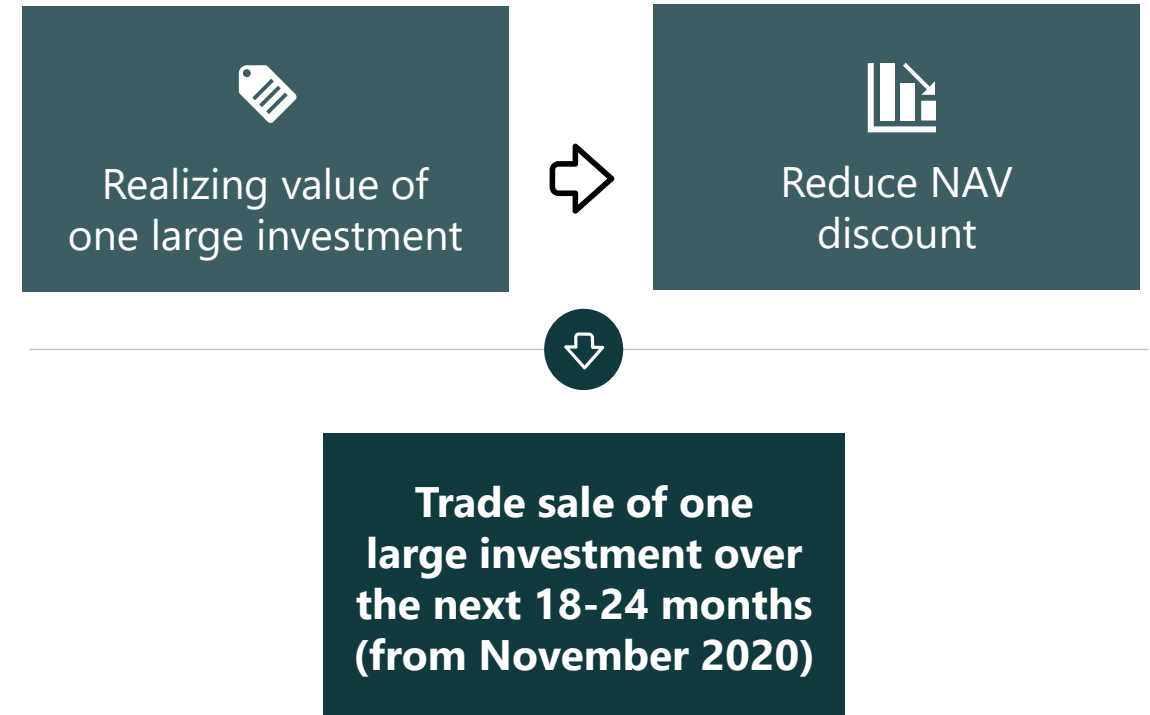 Realizing value of
one large investment
Reduce NAV
discount
Trade sale of one
large investment over
the next 18-24 months
(from November 2020)